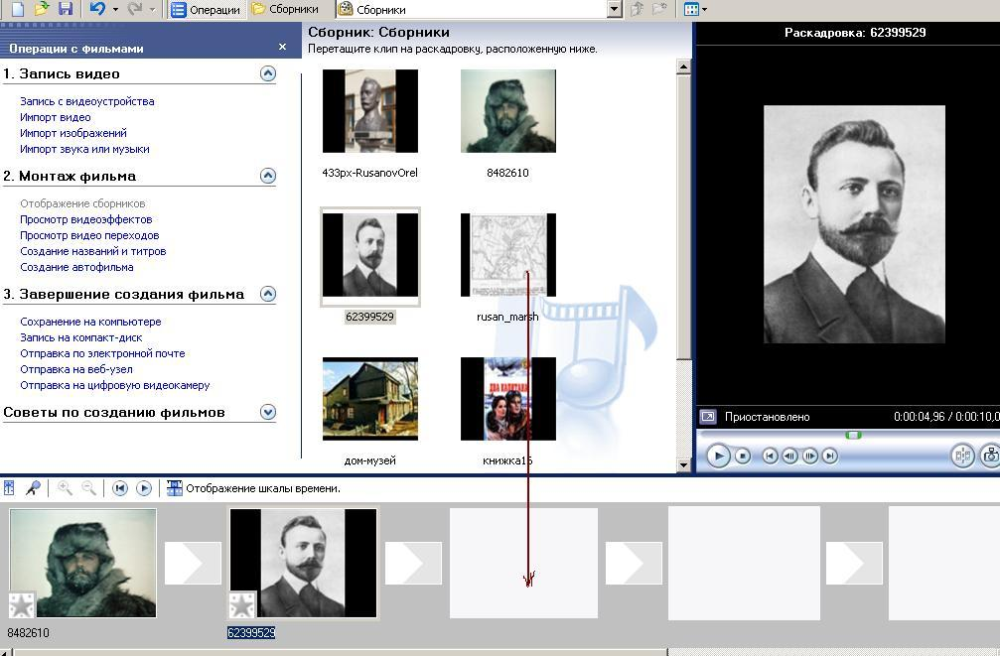 Операции
Сборники
Сборники
Операции с фильмами
1. Запись видео
Запись с видеоустройства
Импорт видео
Импорт изображений
Импорт звука или музыки
2. Монтаж фильма
Отображение сборников
Просмотр видеоэффектов
Просмотр видео переходов
Создание названий и титров
Создание автофильма
3. Завершение создания фильма
Сохранение на компьютере
Запись на компакт-диск
Отправка по электронной почте
Отправка на веб-узел
Отправка на цифровую видеокамеру
Советы по созданию фильмов
Сборник: Сборники
Перетащите клип на раскадровку, расположенную ниже.
433px-RusanovOrel
8482610
62399529
rusan_marsh
ДВА КАПИТАНА
дом-музей
книжка15
Раскадровка: 62399529
Приостановлено
0:00:04,96 / 0:00:10,0
Отображение шкалы времени.
8482610
62399529